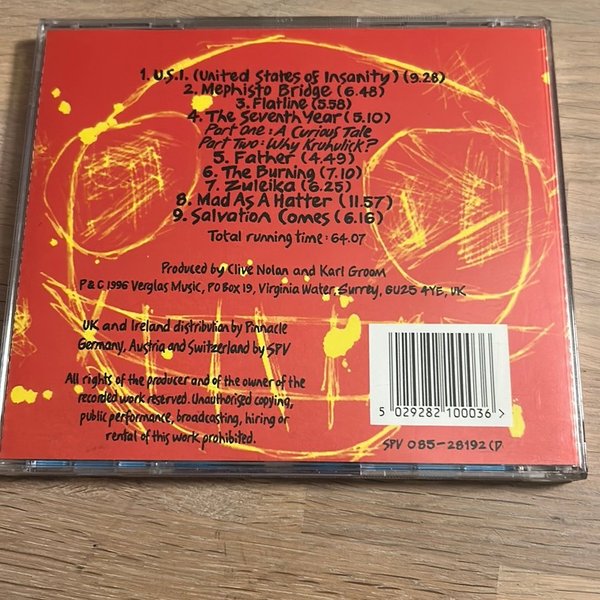 1. U.S.I. (United States of Insanity) (9.28)
2. Mephisto Bridge (6.48)
3. Flatline (5.58)
4. The Seventh Year (5.10)
Part One: A Curious Tale
Part Two: Why Kruhulick?
5. Father (4.49)
6. The Burning (7.10)
7. Zuleika (6.25)
8. Mad As A Hatter (11.57)
9. Salvation Comes (6.16)
Total running time: 64.07
Produced by Clive Nolan and Karl Groom
P & C 1996 Verglas Music, PO Box 19, Virginia Water, Surrey, GU25 4YE, UK
UK and Ireland distribution by Pinnacle
Germany, Austria and Switzerland by SPV
All rights of the producer and of the owner of the
recorded work reserved. Unauthorised copying,
public performance, broadcasting, hiring or
rental of this work prohibited.
5 029282 100036 >
SPV 085-28192 CD